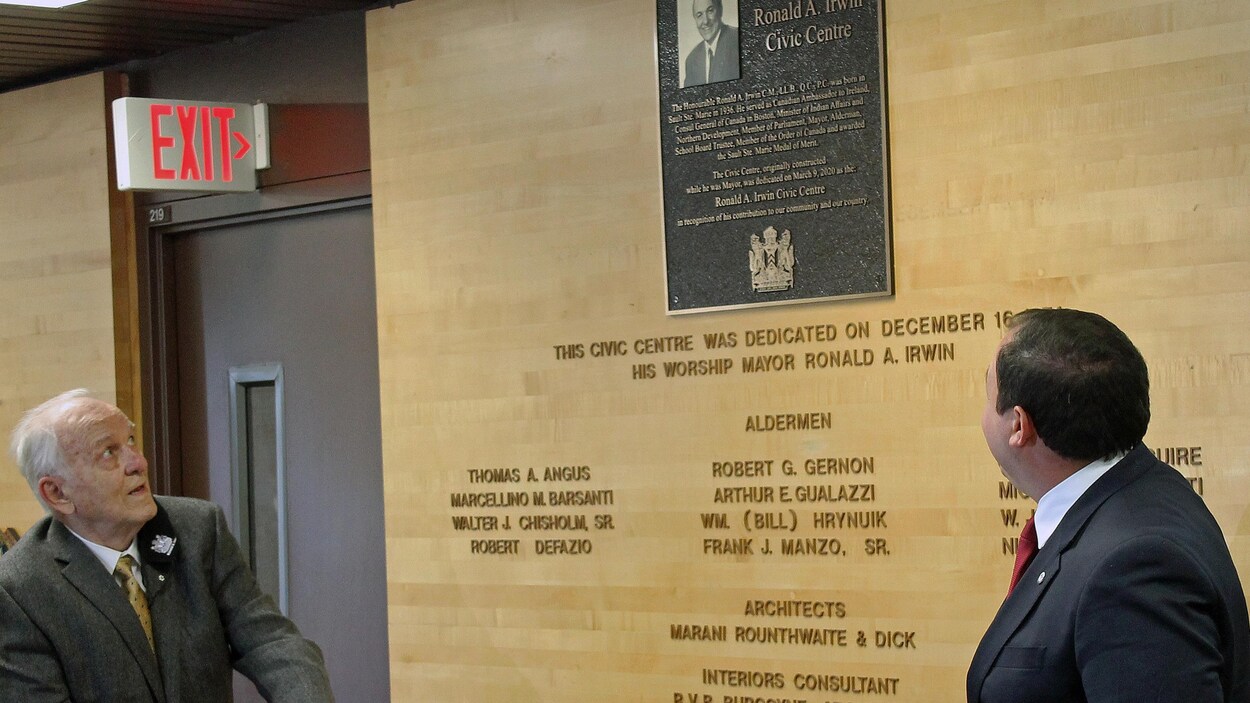 EXIT>
219
Ronald A. Irwin
Civic Centre
The Honourable Ronald A. Irwin C.M., LL.B., Q.C., P.C. was born in
Sault Ste. Marie in 1936. He served as Canadian Ambassador to Ireland,
Consul General of Canada in Boston, Minister of Indian Affairs and
Northern Development, Member of Parliament, Mayor, Alderman,
School Board Trustee, Member of the Order of Canada and awarded
the Sault Ste. Marie Medal of Merit.
The Civic Centre, originally constructed
while he was Mayor, was dedicated on March 9, 2020 as the:
Ronald A. Irwin Civic Centre
in recognition of his contribution to our community and our country.
THIS CIVIC CENTRE WAS DEDICATED ON DECEMBER 16
HIS WORSHIP MAYOR RONALD A. IRWIN
ALDERMEN
THOMAS A. ANGUS
MARCELLINO M. BARSANTI
WALTER J. CHISHOLM, SR.
ROBERT DEFAZIO
ROBERT G. GERNON
ARTHUR E. GUALAZZI
WM. (BILL) HRYNUIK
FRANK J. MANZO, SR.
UIRE
W.
ARCHITECTS
MARANI ROUNTHWAITE & DICK
INTERIORS CONSULTANT